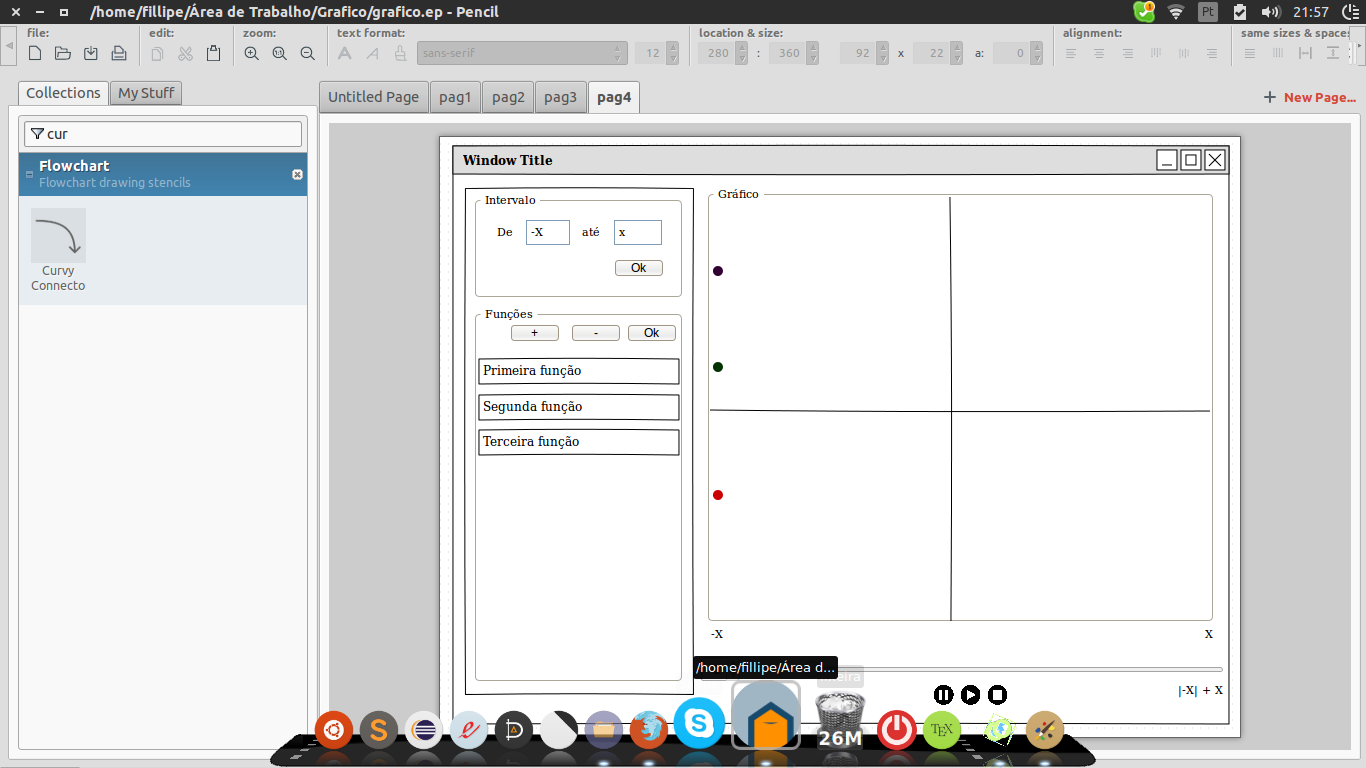 /home/fillipe/Área de Trabalho/Grafico/grafico.ep - Pencil
Pt
21:57
file:
edit:
zoom:
text format:
location & size:
alignment:
same sizes & spaces
1:1
A A
sans-serif
12
280 : 360
92 x 22
a: 0
Collections
My Stuff
Untitled Page
pag1
pag2
pag3
pag4
+ New Page...
cur
Flowchart
Flowchart drawing stencils
Curvy
Connecto
Window Title
Intervalo
De
-X
até
x
Ok
Funções
+
-
Ok
Primeira função
Segunda função
Terceira função
Gráfico
-X
X
/home/fillipe/Área d...
|-X| + X
26M
TEX